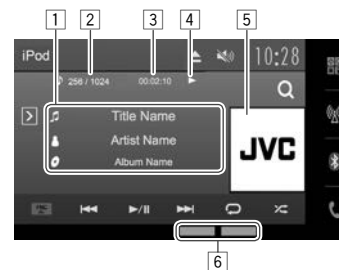 1 2 3 4 5
iPod 10:28
256 / 1024 00:02:10
Title Name
Artist Name
Album Name
JVC
6